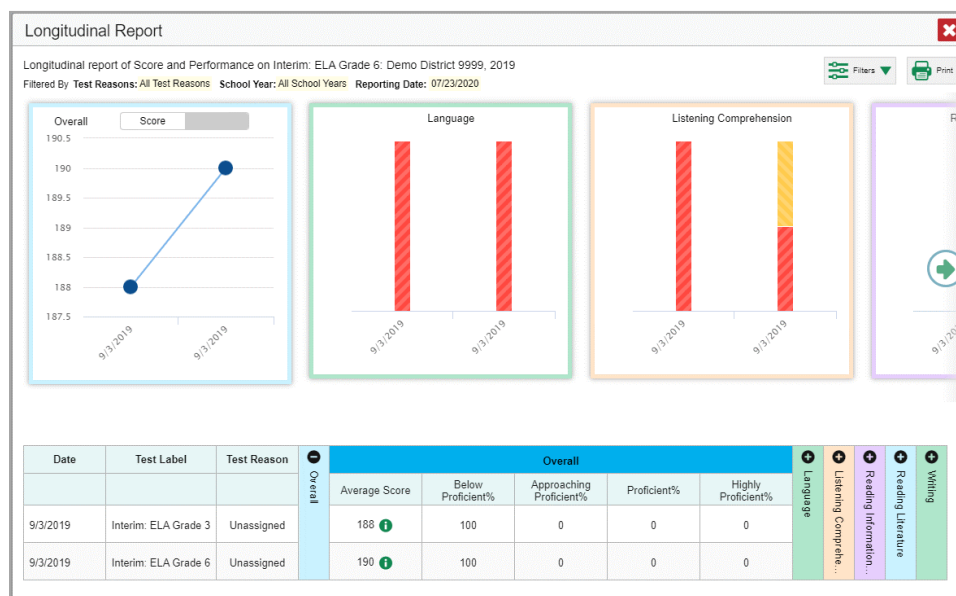 Longitudinal Report
Longitudinal report of Score and Performance on Interim: ELA Grade 6: Demo District 9999, 2019
Filtered By Test Reasons: All Test Reasons School Year: All School Years Reporting Date: 07/23/2020
Filters
Print
Overall
Score
190.5
190
189.5
189
188.5
188
187.5
9/3/2019
9/3/2019
Language
9/3/2019
9/3/2019
Listening Comprehension
9/3/2019
9/3/2019
R
9/3/20
Date Test Label Test Reason Overall Overall Language Listening Comprehe... Reading Information... Reading Literature Writing
Average Score Below Proficient% Approaching Proficient% Proficient% Highly Proficient%
9/3/2019 Interim: ELA Grade 3 Unassigned 188 100 0 0 0
9/3/2019 Interim: ELA Grade 6 Unassigned 190 100 0 0 0